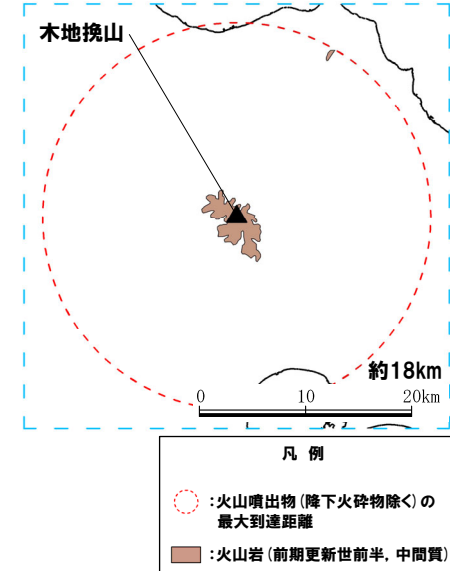 木地挽山
約18km
0 10 20km
凡 例
:火山噴出物(降下火砕物除く)の
最大到達距離
:火山岩(前期更新世前半, 中間質)